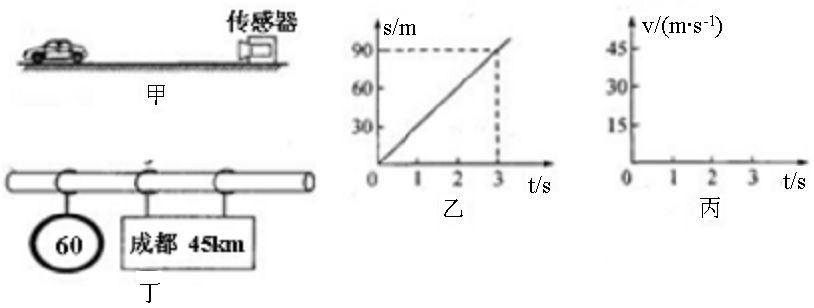 传感器
甲
60
成都 45km
丁
s/m
90
60
30
0 1 2 3 t/s
乙
v/(m·s⁻¹)
45
30
15
0 1 2 3 t/s
丙